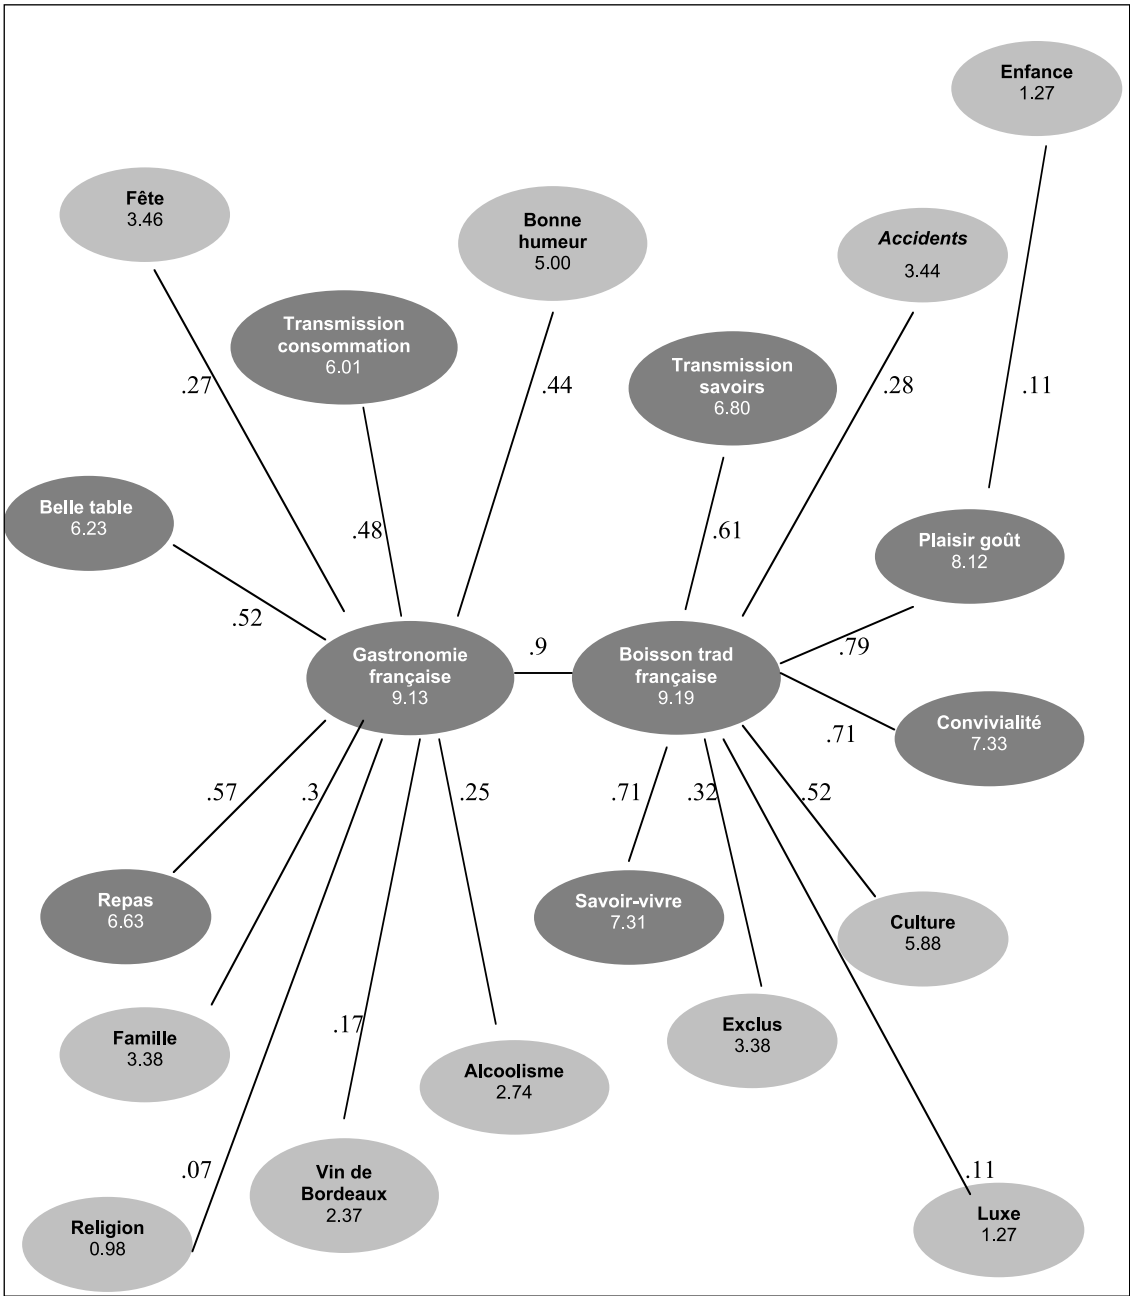 Enfance
1.27
Fête
3.46
Bonne
humeur
5.00
Accidents
3.44
Transmission
consommation
6.01
Transmission
savoirs
6.80
.27
.44
.28
.11
Belle table
6.23
.48
.61
Plaisir goût
8.12
.52
.9
.79
Gastronomie
française
9.13
Boisson trad
française
9.19
Convivialité
7.33
.71
.57
.3
.25
.71
.32
.52
Repas
6.63
Savoir-vivre
7.31
Culture
5.88
Famille
3.38
.17
Exclus
3.38
Alcoolisme
2.74
.07
Vin de
Bordeaux
2.37
.11
Religion
0.98
Luxe
1.27